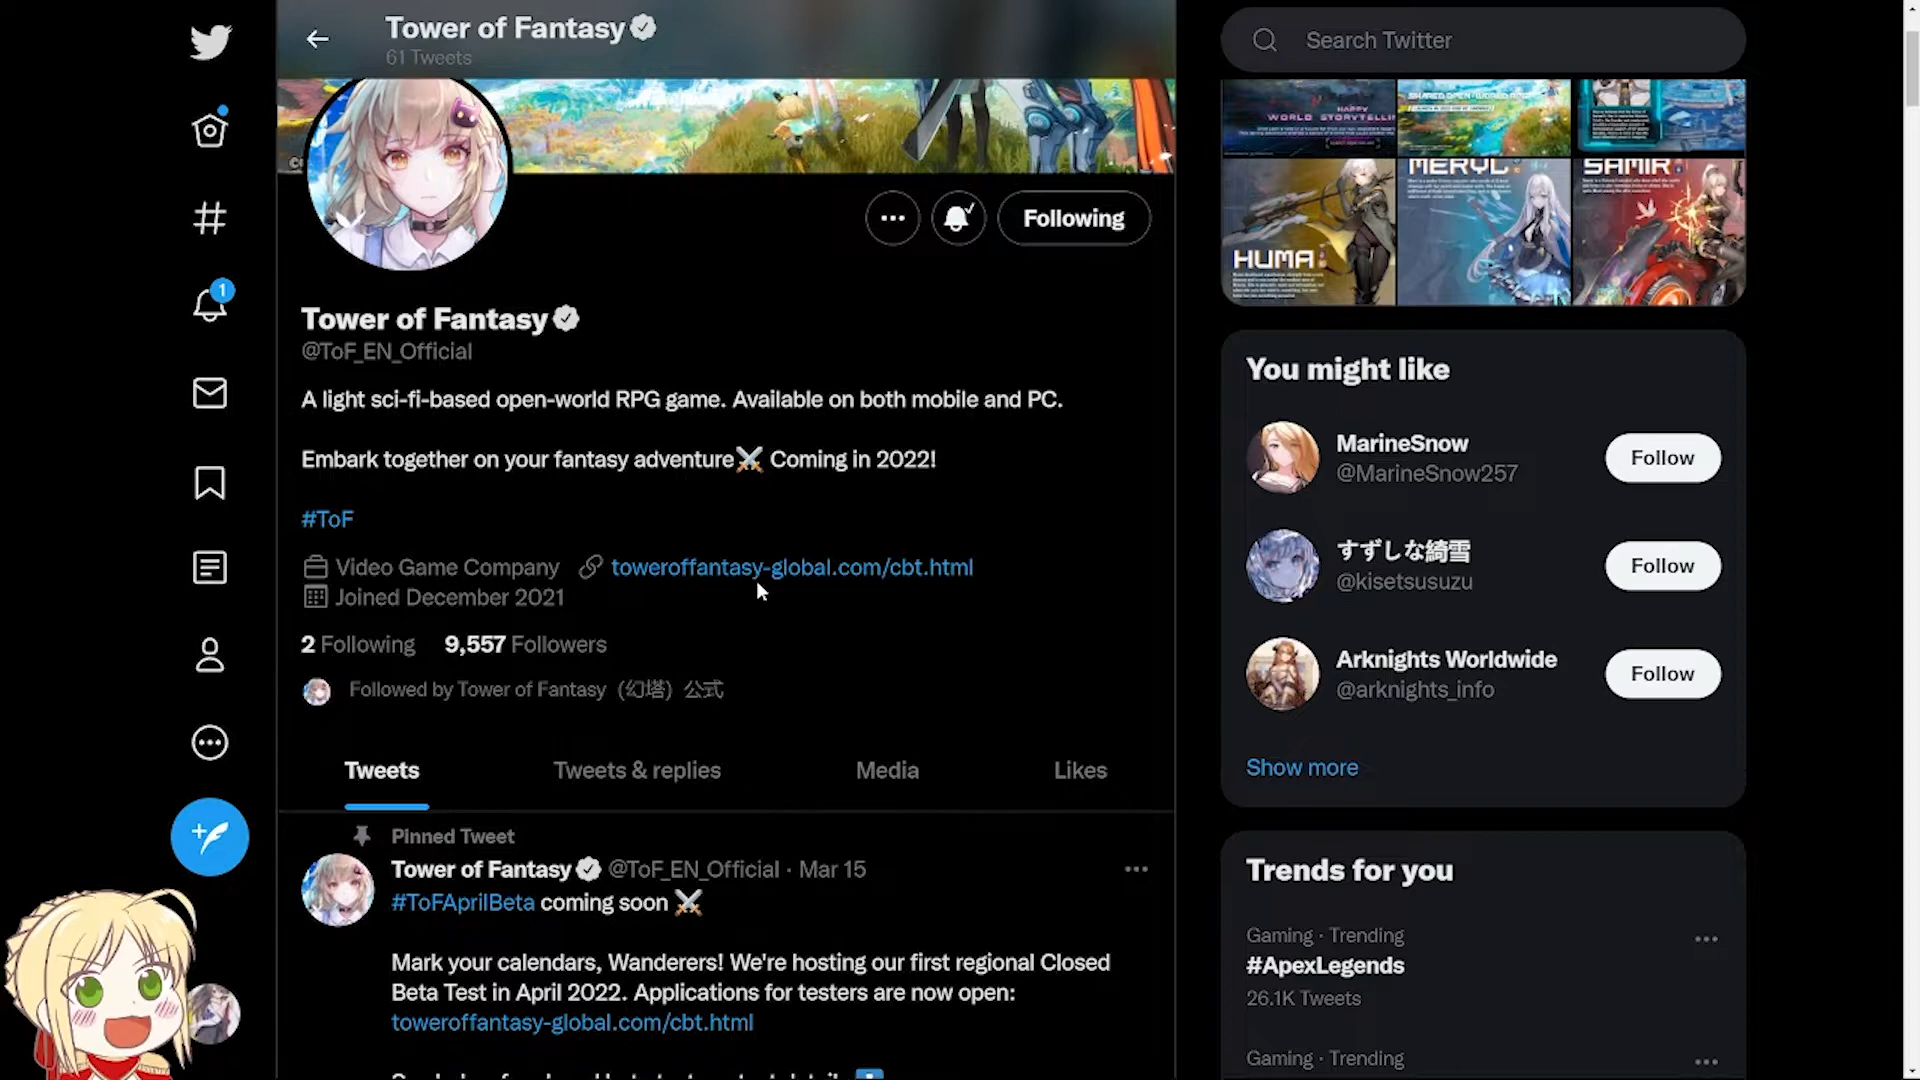 Tower of Fantasy
61 Tweets
Search Twitter
HAPPY
MERYL
SAMIR
HUMA
Following
1
Tower of Fantasy
@ToF_EN_Official
A light sci-fi-based open-world RPG game. Available on both mobile and PC.
Embark together on your fantasy adventure⚔️ Coming in 2022!
#ToF
Video Game Company toweroffantasy-global.com/cbt.html
Joined December 2021
2 Following 9,557 Followers
Followed by Tower of Fantasy（幻塔）公式
Tweets Tweets & replies Media Likes
Pinned Tweet
Tower of Fantasy @ToF_EN_Official · Mar 15
#ToFAprilBeta coming soon ⚔️
Mark your calendars, Wanderers! We're hosting our first regional Closed
Beta Test in April 2022. Applications for testers are now open:
toweroffantasy-global.com/cbt.html
You might like
MarineSnow
@MarineSnow257
Follow
すずしな綺雪
@kisetsusuzu
Follow
Arknights Worldwide
@arknights_info
Follow
Show more
Trends for you
Gaming · Trending
#ApexLegends
26.1K Tweets
Gaming · Trending